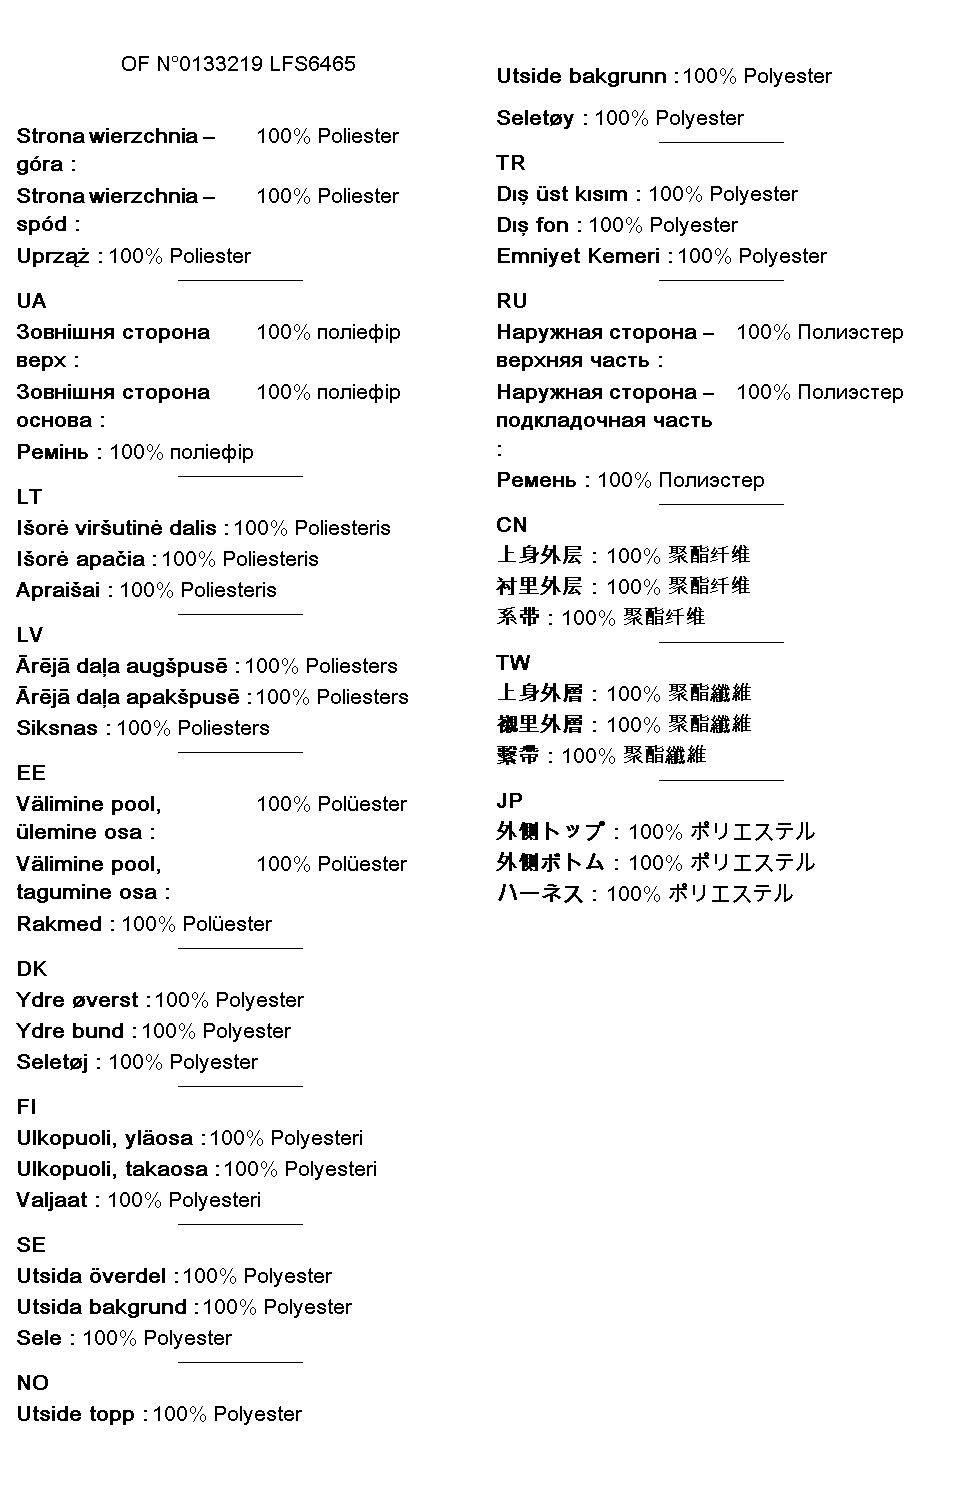 OF N°0133219 LFS6465
Strona wierzchnia – 100% Poliester
góra :
Strona wierzchnia – 100% Poliester
spód :
Uprząż : 100% Poliester
UA
Зовнішня сторона 100% поліефір
верх :
Зовнішня сторона 100% поліефір
основа :
Ремінь : 100% поліефір
LT
Išorė viršutinė dalis : 100% Poliesteris
Išorė apačia : 100% Poliesteris
Apraišai : 100% Poliesteris
LV
Ārējā daļa augšpusē : 100% Poliesters
Ārējā daļa apakšpusē : 100% Poliesters
Siksnas : 100% Poliesters
EE
Välimine pool, 100% Polüester
ülemine osa :
Välimine pool, 100% Polüester
tagumine osa :
Rakmed : 100% Polüester
DK
Ydre øverst : 100% Polyester
Ydre bund : 100% Polyester
Seletøj : 100% Polyester
FI
Ulkopuoli, yläosa : 100% Polyesteri
Ulkopuoli, takaosa : 100% Polyesteri
Valjaat : 100% Polyesteri
SE
Utsida överdel : 100% Polyester
Utsida bakgrund : 100% Polyester
Sele : 100% Polyester
NO
Utside topp : 100% Polyester
Utside bakgrunn : 100% Polyester
Seletøy : 100% Polyester
TR
Dış üst kısım : 100% Polyester
Dış fon : 100% Polyester
Emniyet Kemeri : 100% Polyester
RU
Наружная сторона – 100% Полиэстер
верхняя часть :
Наружная сторона – 100% Полиэстер
подкладочная часть
:
Ремень : 100% Полиэстер
CN
上身外层 : 100% 聚酯纤维
衬里外层 : 100% 聚酯纤维
系带 : 100% 聚酯纤维
TW
上身外層 : 100% 聚酯纖維
襯里外層 : 100% 聚酯纖維
繫帶 : 100% 聚酯纖維
JP
外側トップ : 100% ポリエステル
外側ボトム : 100% ポリエステル
ハーネス : 100% ポリエステル